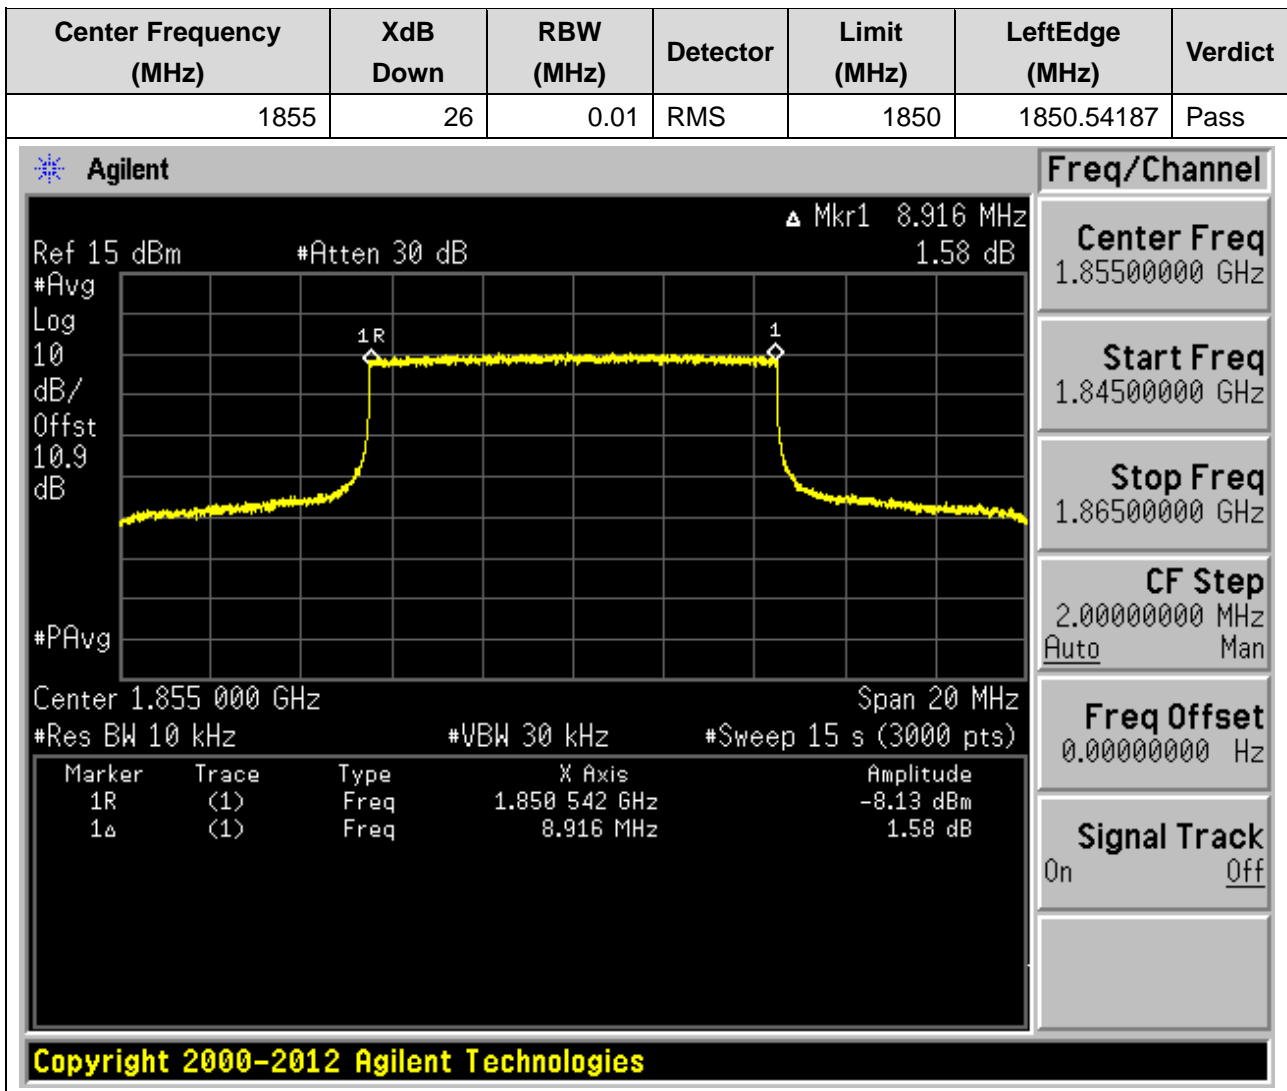 Center Frequency (MHz) XdB Down RBW (MHz) Detector Limit (MHz) LeftEdge (MHz) Verdict
1855 26 0.01 RMS 1850 1850.54187 Pass
Agilent
Freq/Channel
▵ Mkr1 8.916 MHz
Ref 15 dBm #Atten 30 dB 1.58 dB
#Avg
Log
10
dB/
Offst
10.9
dB
#PAvg
1R
1
Center 1.855 000 GHz Span 20 MHz
#Res BW 10 kHz #VBW 30 kHz #Sweep 15 s (3000 pts)
Marker Trace Type X Axis Amplitude
1R (1) Freq 1.850 542 GHz -8.13 dBm
1▵ (1) Freq 8.916 MHz 1.58 dB
Center Freq
1.85500000 GHz
Start Freq
1.84500000 GHz
Stop Freq
1.86500000 GHz
CF Step
2.00000000 MHz
Auto Man
Freq Offset
0.00000000 Hz
Signal Track
On Off
Copyright 2000-2012 Agilent Technologies